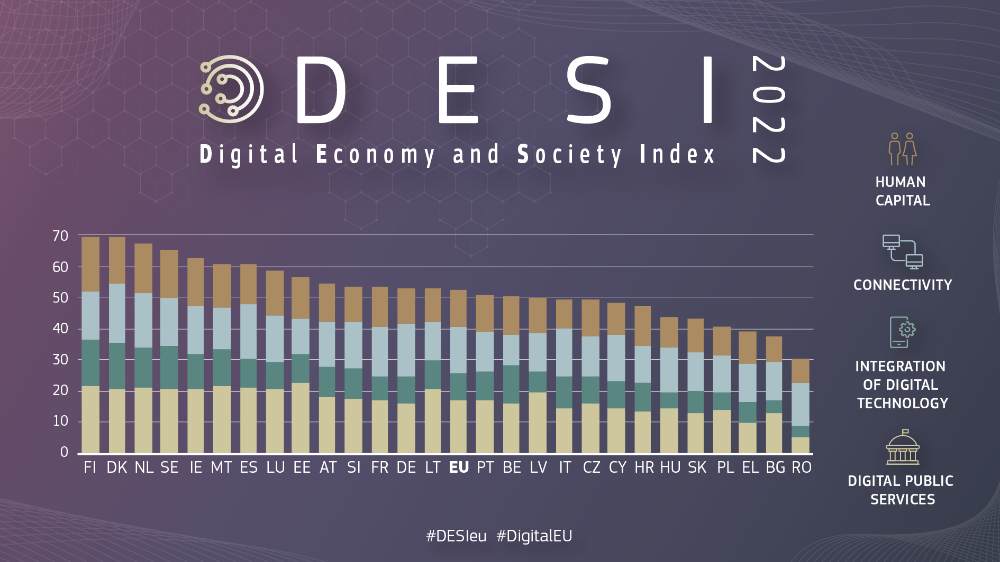 DESI 2022
Digital Economy and Society Index
HUMAN
CAPITAL
CONNECTIVITY
INTEGRATION
OF DIGITAL
TECHNOLOGY
DIGITAL PUBLIC
SERVICES
70
60
50
40
30
20
10
0
FI DK NL SE IE MT ES LU EE AT SI FR DE LT EU PT BE LV IT CZ CY HR HU SK PL EL BG RO
#DESIeu #DigitalEU